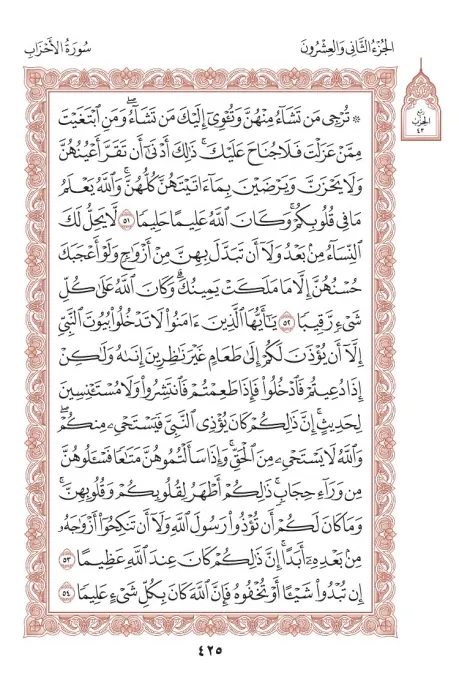 الجُزْءُ الثَّانِي وَالعِشْرُونَ
سُورَةُ الأَحْزَابِ
رُبْعُ الحِزْبِ ٤٣
۞ تُرْجِي مَن تَشَآءُ مِنْهُنَّ وَتُـْٔوِيٓ إِلَيْكَ مَن تَشَآءُۖ وَمَنِ ٱبْتَغَيْتَ
مِمَّنْ عَزَلْتَ فَلَا جُنَاحَ عَلَيْكَۚ ذَٰلِكَ أَدْنَىٰٓ أَن تَقَرَّ أَعْيُنُهُنَّ
وَلَا يَحْزَنَّ وَيَرْضَيْنَ بِمَآ ءَاتَيْتَهُنَّ كُلُّهُنَّۚ وَٱللَّهُ يَعْلَمُ
مَا فِي قُلُوبِكُمْۚ وَكَانَ ٱللَّهُ عَلِيمًا حَلِيمًا ٥١ لَّا يَحِلُّ لَكَ
ٱلنِّسَآءُ مِنۢ بَعْدُ وَلَآ أَن تَبَدَّلَ بِهِنَّ مِنْ أَزْوَٰجٍ وَلَوْ أَعْجَبَكَ
حُسْنُهُنَّ إِلَّا مَا مَلَكَتْ يَمِينُكَۗ وَكَانَ ٱللَّهُ عَلَىٰ كُلِّ
شَيْءٍ رَّقِيبًا ٥٢ يَٰٓأَيُّهَا ٱلَّذِينَ ءَامَنُوا۟ لَا تَدْخُلُوا۟ بُيُوتَ ٱلنَّبِيِّ
إِلَّآ أَن يُؤْذَنَ لَكُمْ إِلَىٰ طَعَامٍ غَيْرَ نَٰظِرِينَ إِنَىٰهُ وَلَٰكِنْ
إِذَا دُعِيتُمْ فَٱدْخُلُوا۟ فَإِذَا طَعِمْتُمْ فَٱنتَشِرُوا۟ وَلَا مُسْتَـْٔنِسِينَ
لِحَدِيثٍۚ إِنَّ ذَٰلِكُمْ كَانَ يُؤْذِي ٱلنَّبِيَّ فَيَسْتَحْيِۦ مِنكُمْۖ
وَٱللَّهُ لَا يَسْتَحْيِۦ مِنَ ٱلْحَقِّۚ وَإِذَا سَأَلْتُمُوهُنَّ مَتَٰعًا فَسْـَٔلُوهُنَّ
مِن وَرَآءِ حِجَابٍۚ ذَٰلِكُمْ أَطْهَرُ لِقُلُوبِكُمْ وَقُلُوبِهِنَّۚ
وَمَا كَانَ لَكُمْ أَن تُؤْذُوا۟ رَسُولَ ٱللَّهِ وَلَآ أَن تَنكِحُوٓا۟ أَزْوَٰجَهُۥ
مِنۢ بَعْدِهِۦٓ أَبَدًاۚ إِنَّ ذَٰلِكُمْ كَانَ عِندَ ٱللَّهِ عَظِيمًا ٥٣
إِن تُبْدُوا۟ شَيْـًٔا أَوْ تُخْفُوهُ فَإِنَّ ٱللَّهَ كَانَ بِكُلِّ شَيْءٍ عَلِيمًا ٥٤
٤٢٥